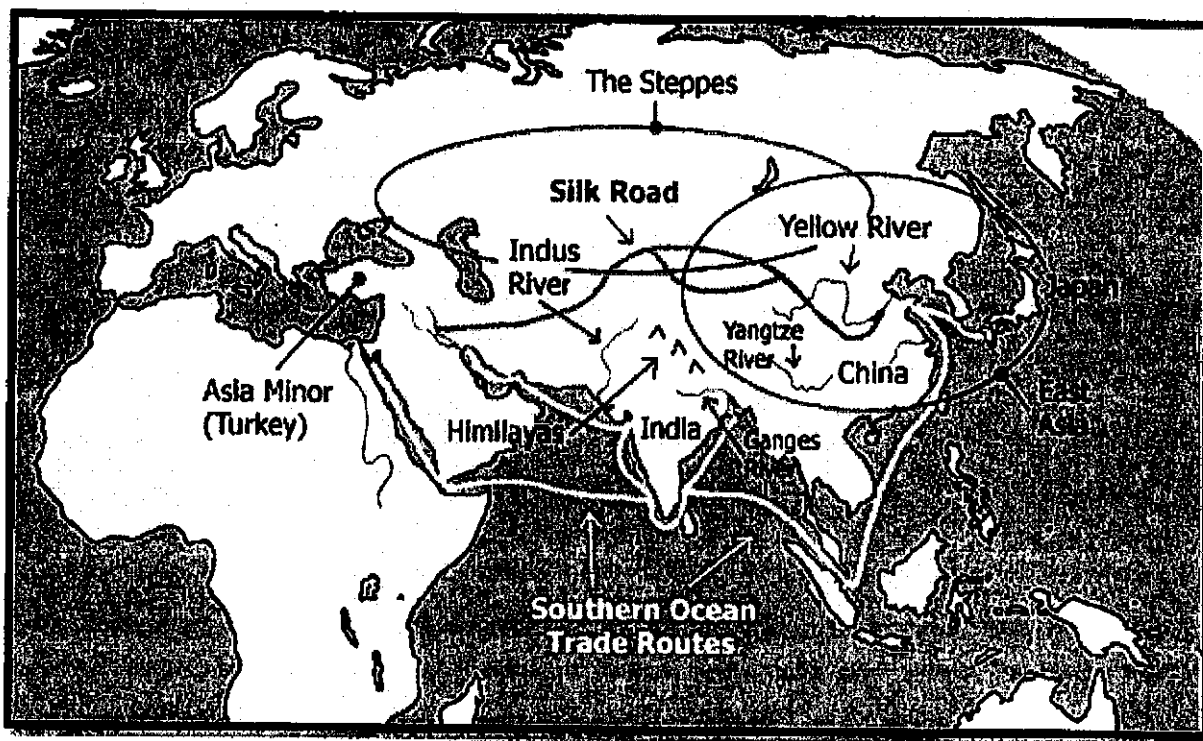 The Steppes
Silk Road
Yellow River
Indus
River
Japan
Yangtze
River
China
Asia Minor
(Turkey)
East
Asia
Himilayas
India
Ganges
River
Southern Ocean
Trade Routes